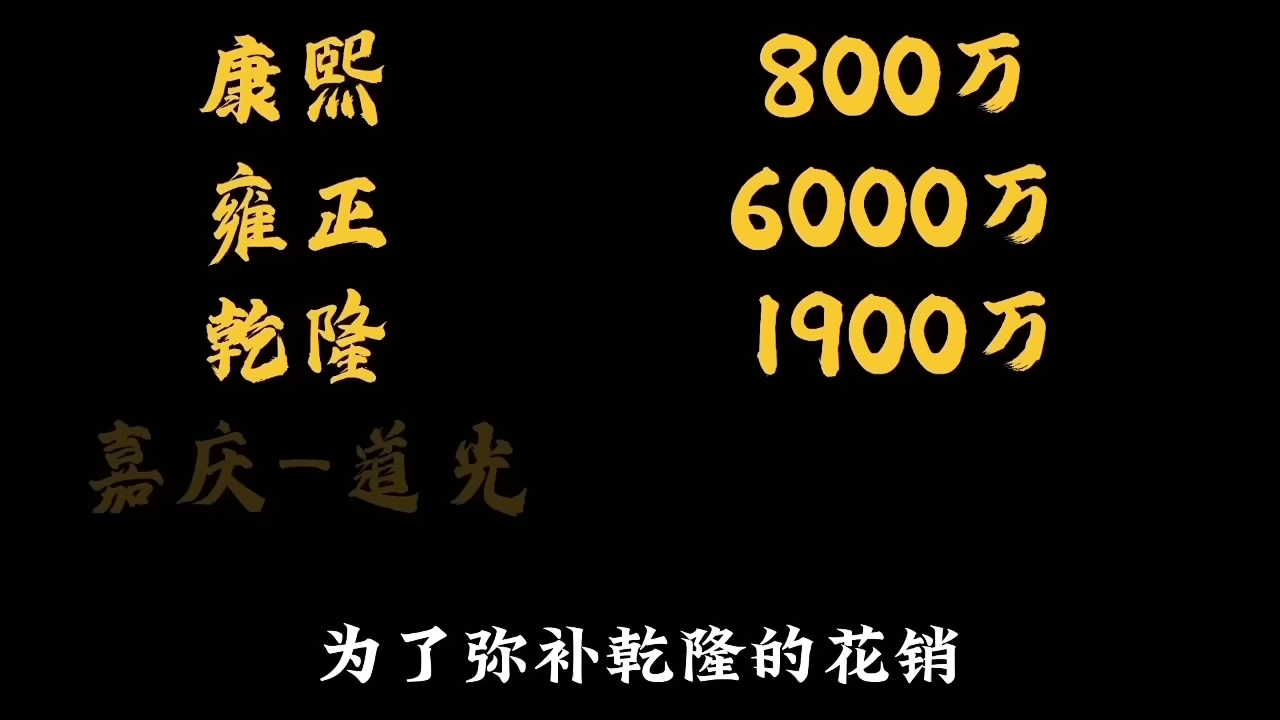 康熙 800万
雍正 6000万
乾隆 1900万
嘉庆-道光
为了弥补乾隆的花销